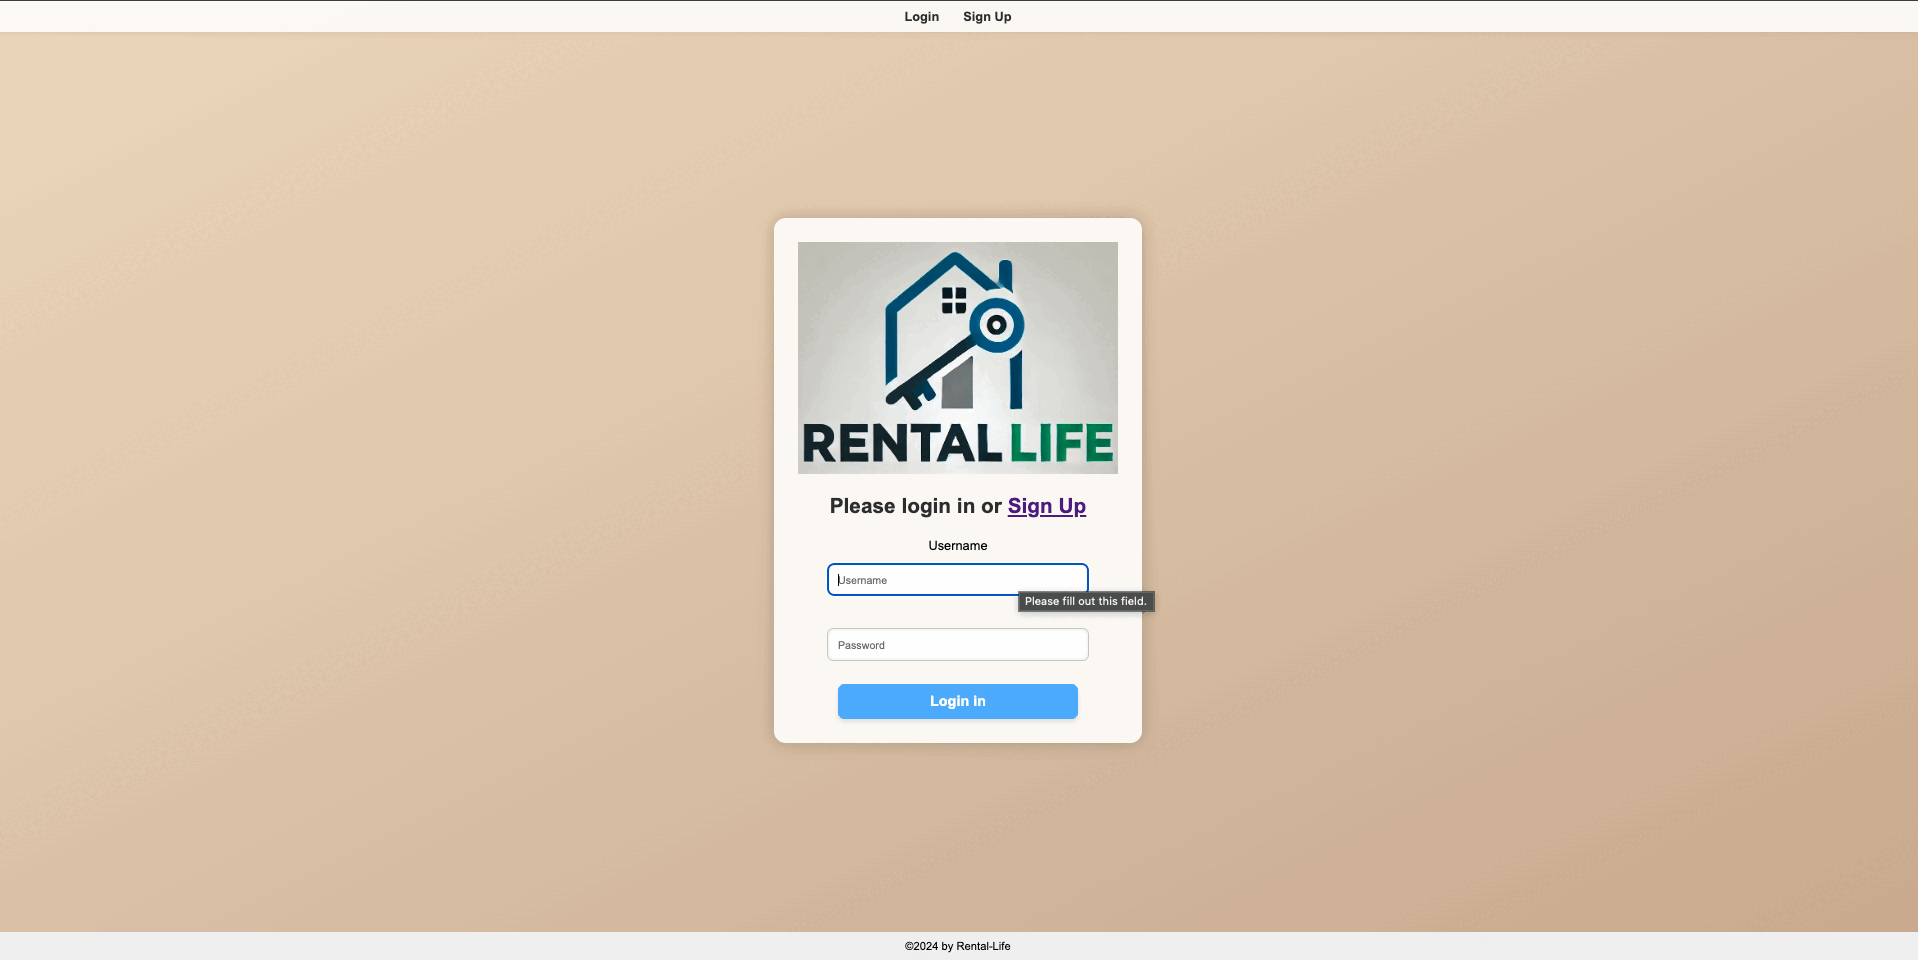 Login Sign Up
RENTAL LIFE
Please login in or Sign Up
Username
Username
Please fill out this field.
Password
Login in
©2024 by Rental-Life